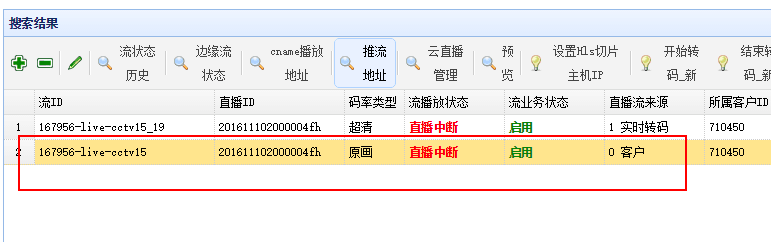 搜索结果
流状态历史
边缘流状态
cname播放地址
推流地址
云直播管理
预览
设置Hls切片主机IP
开始转码_新
结束转码_新
流ID 直播ID 码率类型 流播放状态 流业务状态 直播流来源 所属客户ID
1 167956-live-cctv15_19 201611102000004fh 超清 直播中断 启用 1 实时转码 710450
2 167956-live-cctv15 201611102000004fh 原画 直播中断 启用 0 客户 710450